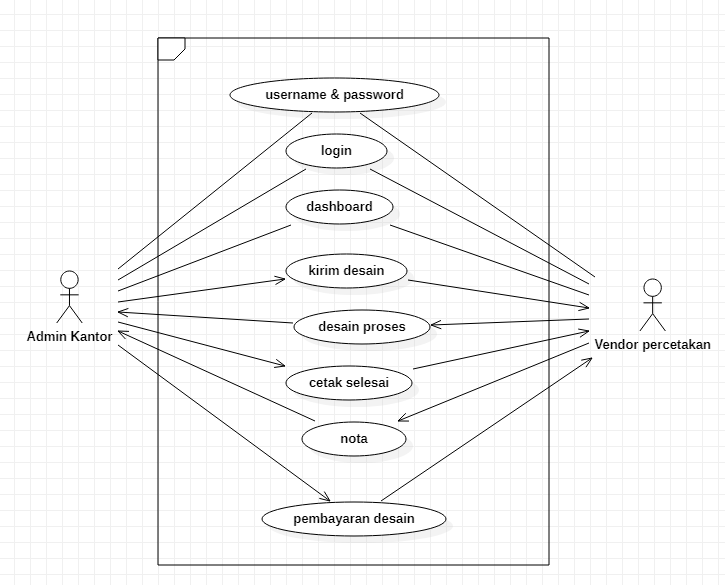 username & password
login
dashboard
kirim desain
desain proses
Admin Kantor
Vendor percetakan
cetak selesai
nota
pembayaran desain